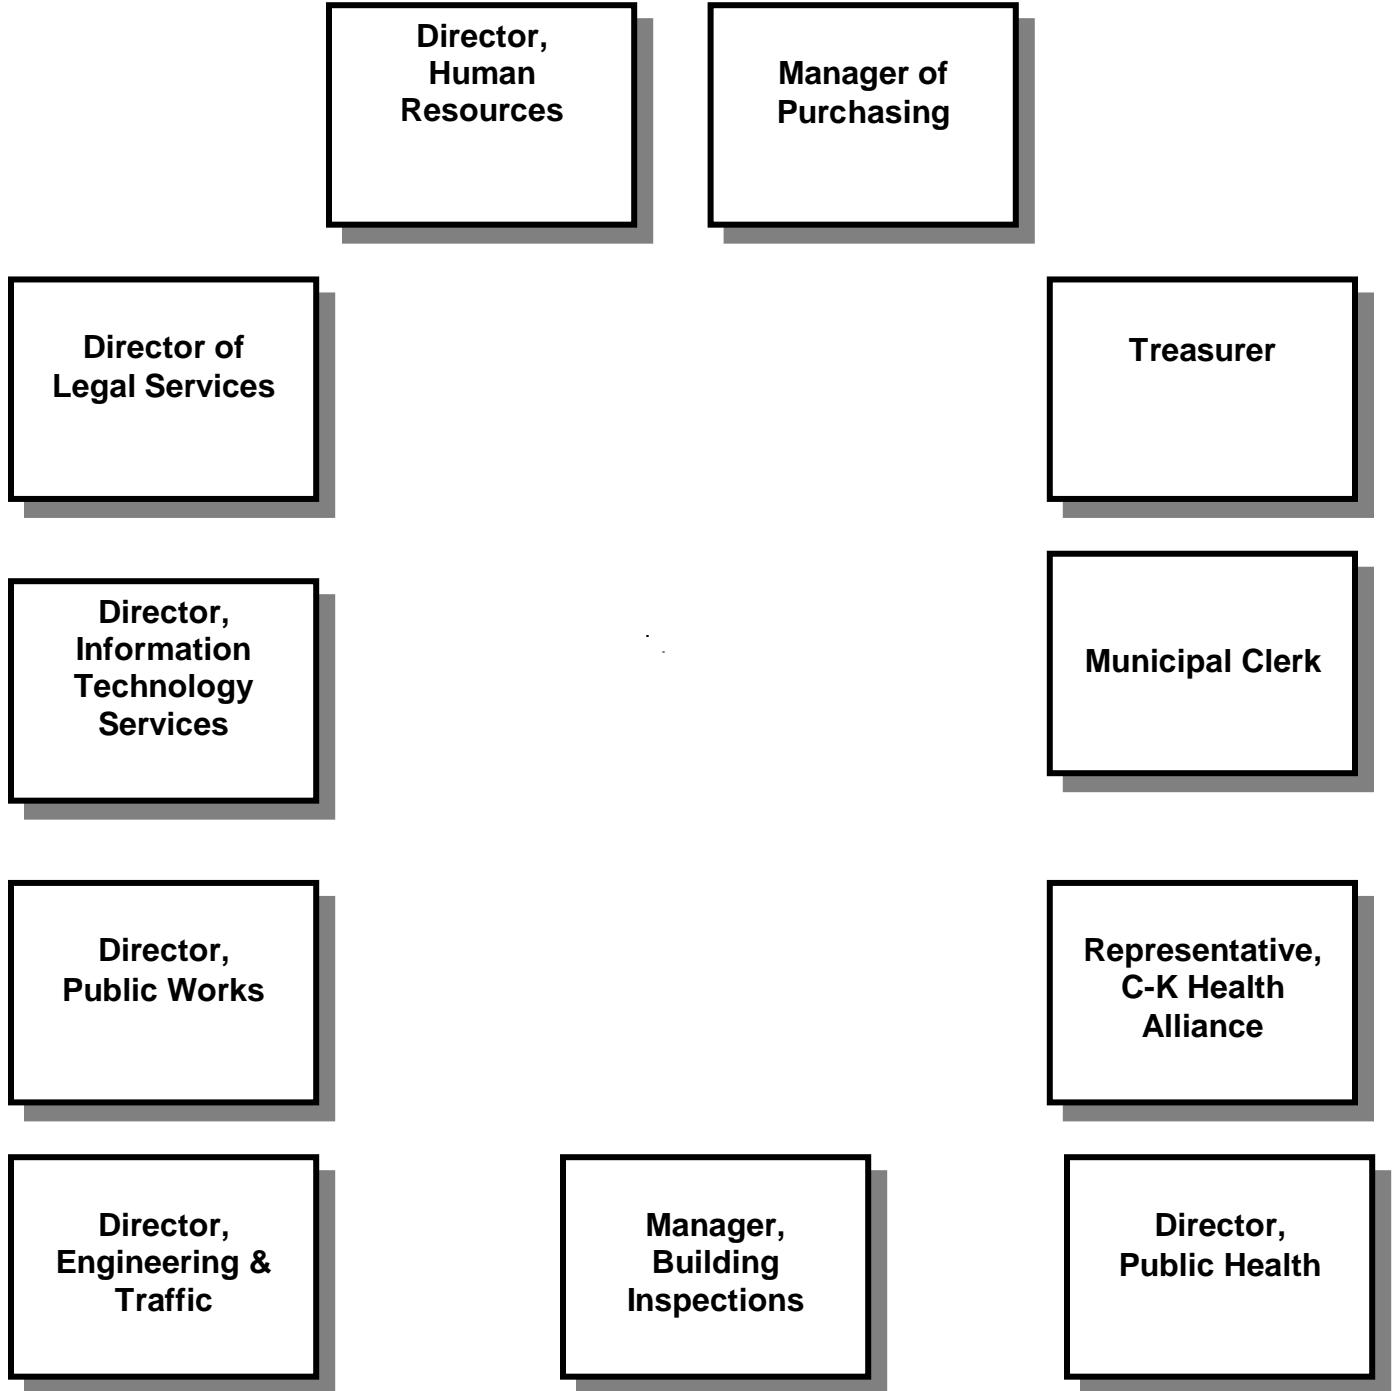 Director,
Human
Resources
Manager of
Purchasing
Director of
Legal Services
Treasurer
Director,
Information
Technology
Services
Municipal Clerk
Director,
Public Works
Representative,
C-K Health
Alliance
Director,
Engineering &
Traffic
Manager,
Building
Inspections
Director,
Public Health